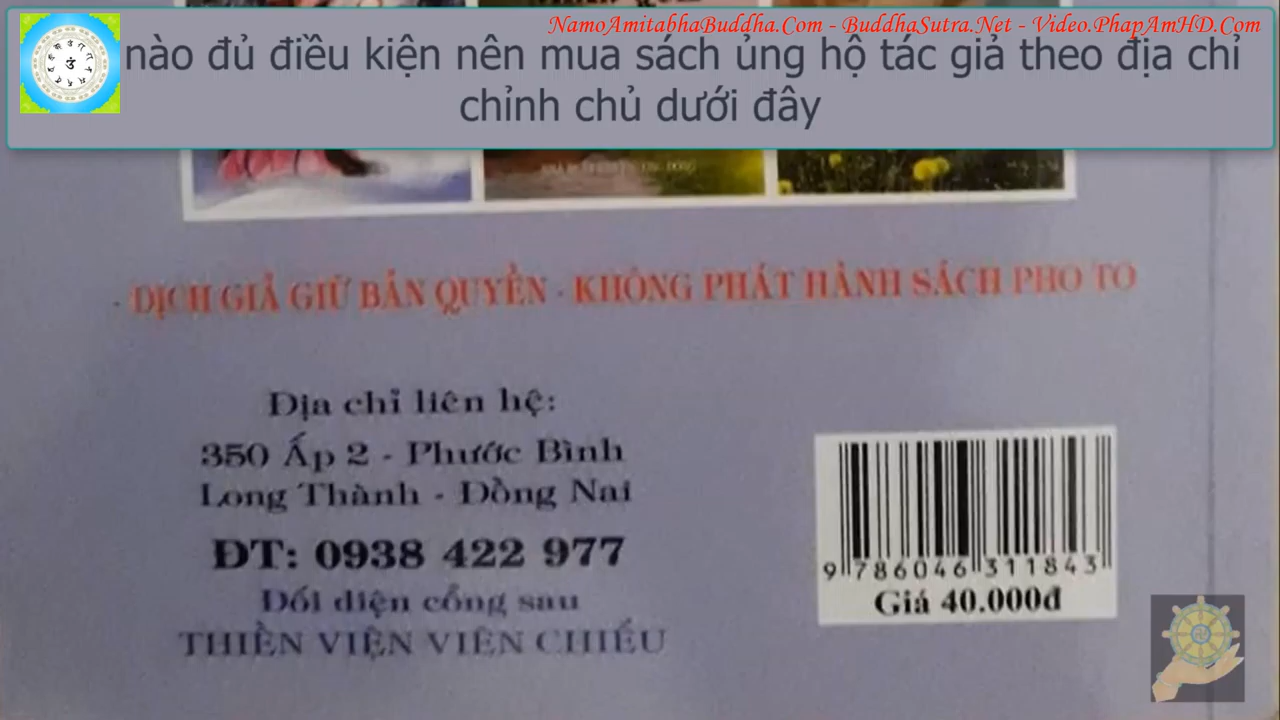 NamoAmitabhaBuddha.Com - BuddhaSutra.Net - Video.PhapAmHD.Com
nào đủ điều kiện nên mua sách ủng hộ tác giả theo địa chỉ
chỉnh chủ dưới đây
- DỊCH GIẢ GIỮ BẢN QUYỀN - KHÔNG PHÁT HÀNH SÁCH PHO TO
Địa chỉ liên hệ:
350 Ấp 2 - Phước Bình
Long Thành - Đồng Nai
ĐT: 0938 422 977
Đối diện cổng sau
THIỀN VIỆN VIÊN CHIẾU
9 786046 311843
Giá 40.000đ